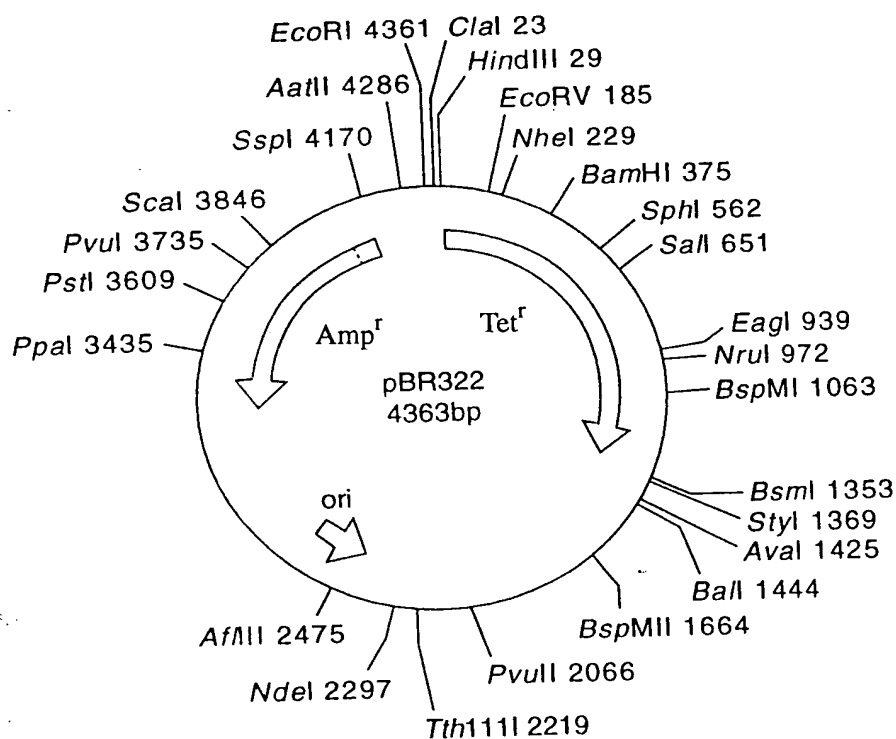 EcoRI 4361
ClaI 23
HindIII 29
AatII 4286
EcoRV 185
SspI 4170
NheI 229
BamHI 375
ScaI 3846
SphI 562
PvuI 3735
SalI 651
PstI 3609
Ampʳ
Tetʳ
EagI 939
PpaI 3435
NruI 972
pBR322
4363bp
BspMI 1063
ori
BsmI 1353
StyI 1369
AvaI 1425
BalI 1444
BspMII 1664
AflIII 2475
PvuII 2066
NdeI 2297
Tth111I 2219